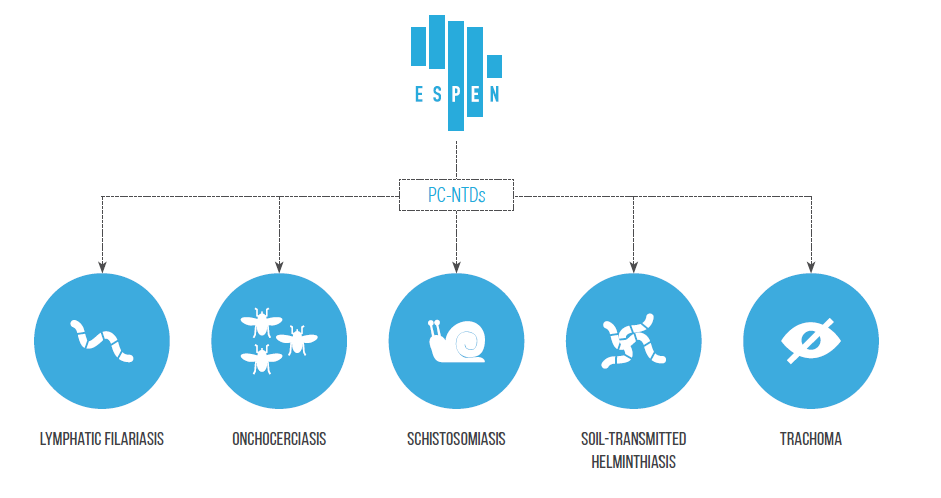 ESPEN
PC-NTDs
LYMPHATIC FILARIASIS
ONCHOCERCIASIS
SCHISTOSOMIASIS
SOIL-TRANSMITTED
HELMINTHIASIS
TRACHOMA